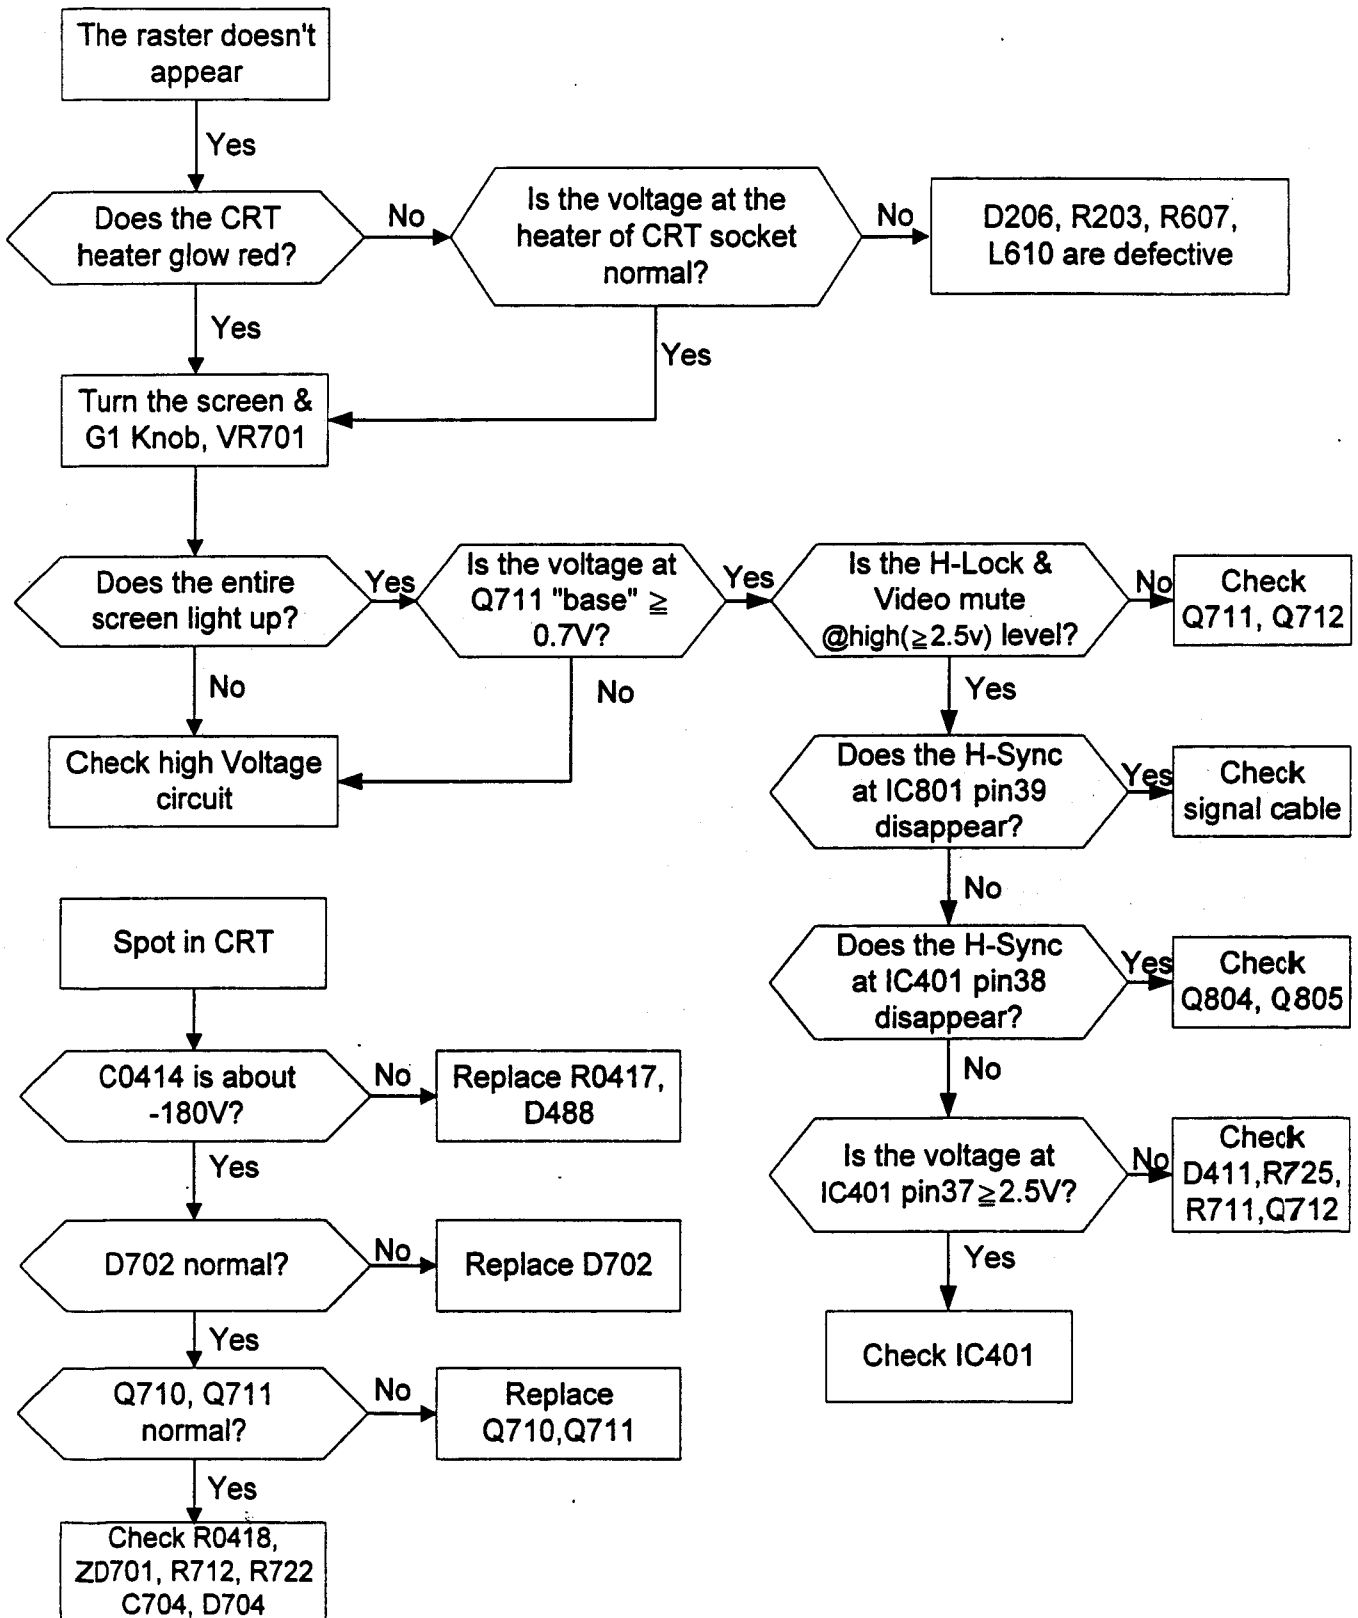 The raster doesn't
appear
Yes
Does the CRT
heater glow red?
No
Is the voltage at the
heater of CRT socket
normal?
No
D206, R203, R607,
L610 are defective
Yes
Yes
Turn the screen &
G1 Knob, VR701
Does the entire
screen light up?
Yes
Is the voltage at
Q711 "base" ≧
0.7V?
Yes
Is the H-Lock &
Video mute
@high(≧2.5v) level?
No
Check
Q711, Q712
No
No
Yes
Check high Voltage
circuit
Does the H-Sync
at IC801 pin39
disappear?
Yes
Check
signal cable
No
Does the H-Sync
at IC401 pin38
disappear?
Yes
Check
Q804, Q805
No
Is the voltage at
IC401 pin37≧2.5V?
No
Check
D411,R725,
R711,Q712
Yes
Check IC401
Spot in CRT
C0414 is about
-180V?
No
Replace R0417,
D488
Yes
D702 normal?
No
Replace D702
Yes
Q710, Q711
normal?
No
Replace
Q710,Q711
Yes
Check R0418,
ZD701, R712, R722
C704, D704